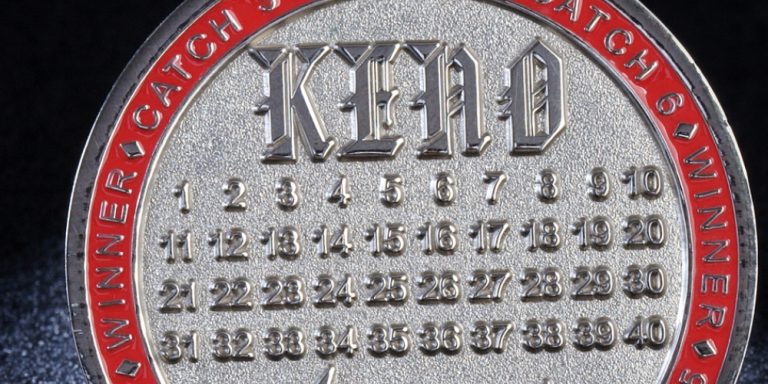 WINNER ◆ CATCH
CATCH 6 ◆ WINNER
KENO
1 2 3 4 5 6 7 8 9 10
11 12 13 14 15 16 17 18 19 20
21 22 23 24 25 26 27 28 29 30
31 32 33 34 35 36 37 38 39 40